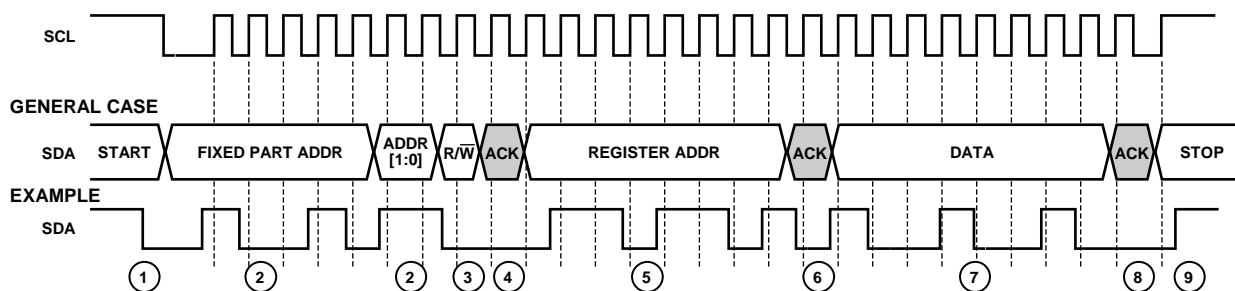 SCL
GENERAL CASE
SDA START FIXED PART ADDR ADDR [1:0] R/W̅ ACK REGISTER ADDR ACK DATA ACK STOP
EXAMPLE
SDA
1 2 2 3 4 5 6 7 8 9